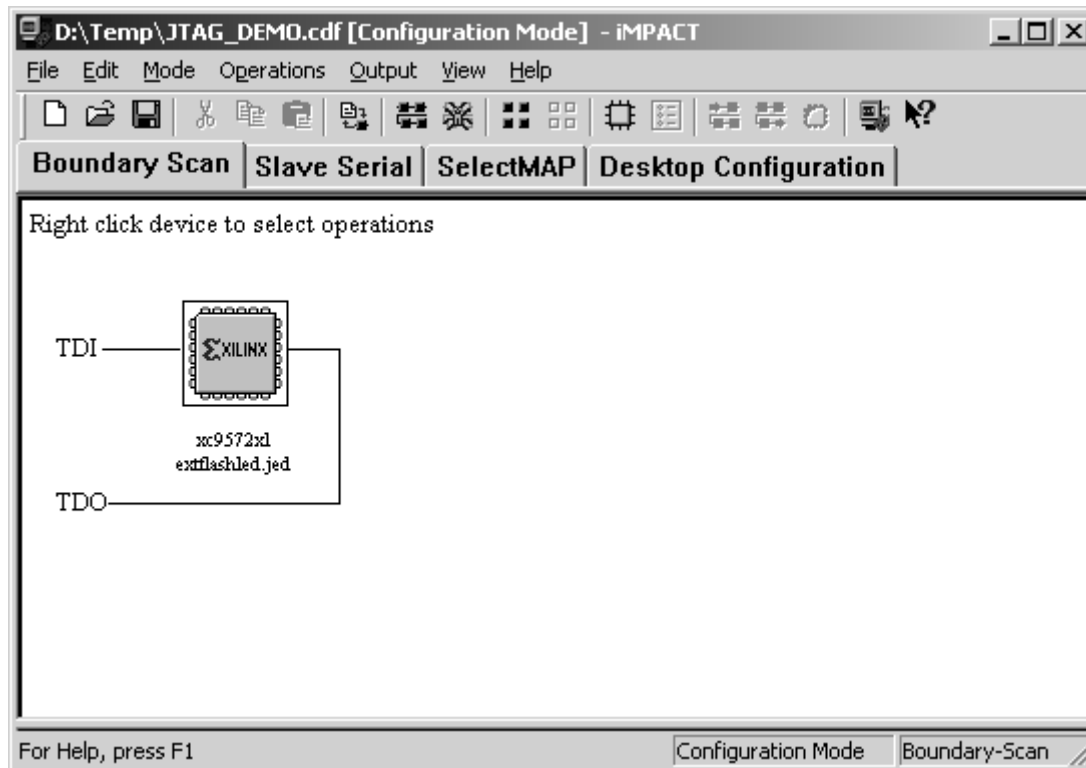 D:\Temp\JTAG_DEMO.cdf [Configuration Mode] - iMPACT
File Edit Mode Operations Output View Help
Boundary Scan Slave Serial SelectMAP Desktop Configuration
Right click device to select operations
TDI
XILINX
xc9572xl
extflashled.jed
TDO
For Help, press F1 Configuration Mode Boundary-Scan